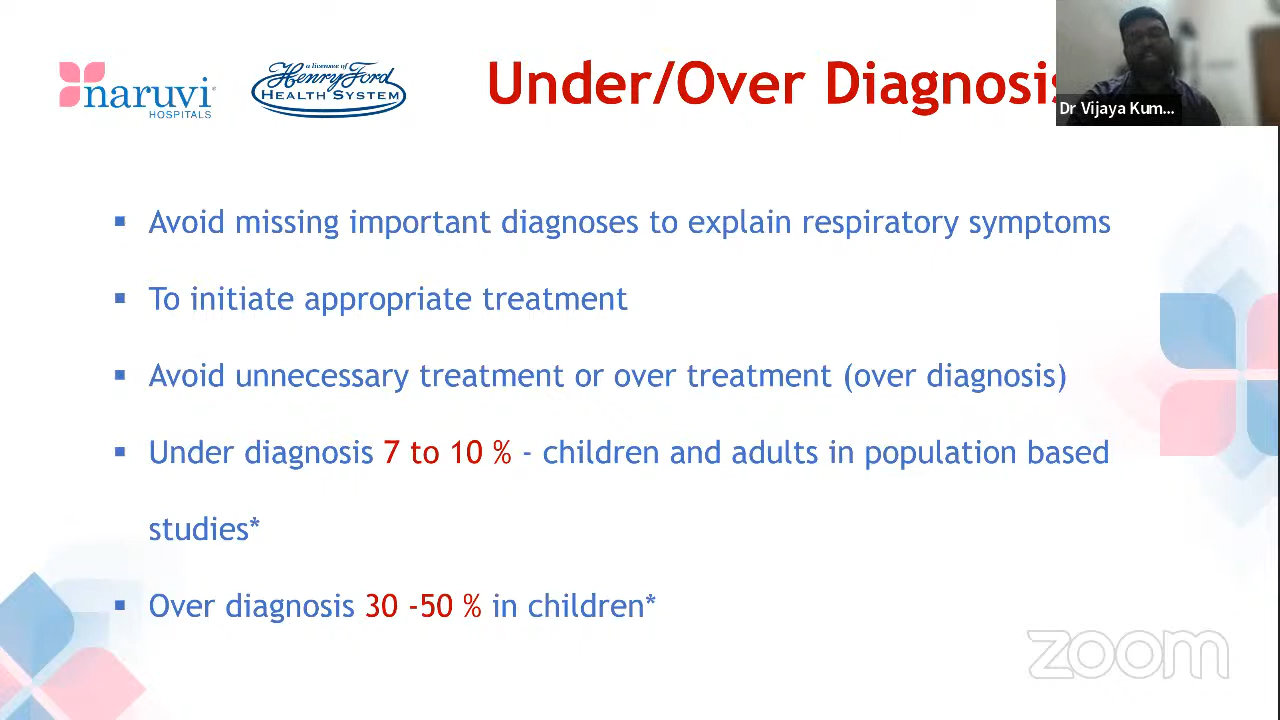 naruvi
HOSPITALS
a licensee of
Henry Ford
HEALTH SYSTEM
Under/Over Diagnosis
Dr Vijaya Kum...
▪ Avoid missing important diagnoses to explain respiratory symptoms
▪ To initiate appropriate treatment
▪ Avoid unnecessary treatment or over treatment (over diagnosis)
▪ Under diagnosis 7 to 10 % - children and adults in population based
studies*
▪ Over diagnosis 30 -50 % in children*
zoom